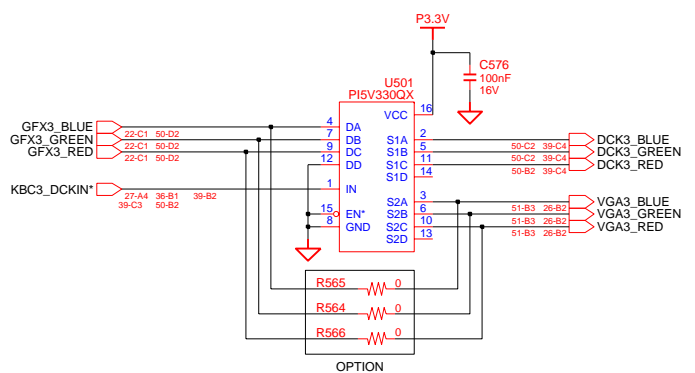 P3.3V
C576
100nF
16V
U501
PI5V330QX
16
VCC
GFX3_BLUE 4 DA
22-C1 50-D2
GFX3_GREEN 7 DB
22-C1 50-D2
GFX3_RED 9 DC
22-C1 50-D2
12 DD
S1A 2 DCK3_BLUE
50-C2 39-C4
S1B 5 DCK3_GREEN
50-C2 39-C4
S1C 11 DCK3_RED
50-B2 39-C4
S1D 14
KBC3_DCKIN* 1 IN
27-A4 36-B1 39-B2
39-C3 50-B2
15 EN*
8 GND
S2A 3 VGA3_BLUE
51-B3 26-B2
S2B 6 VGA3_GREEN
51-B3 26-B2
S2C 10 VGA3_RED
51-B3 26-B2
S2D 13
R565 0
R564 0
R566 0
OPTION